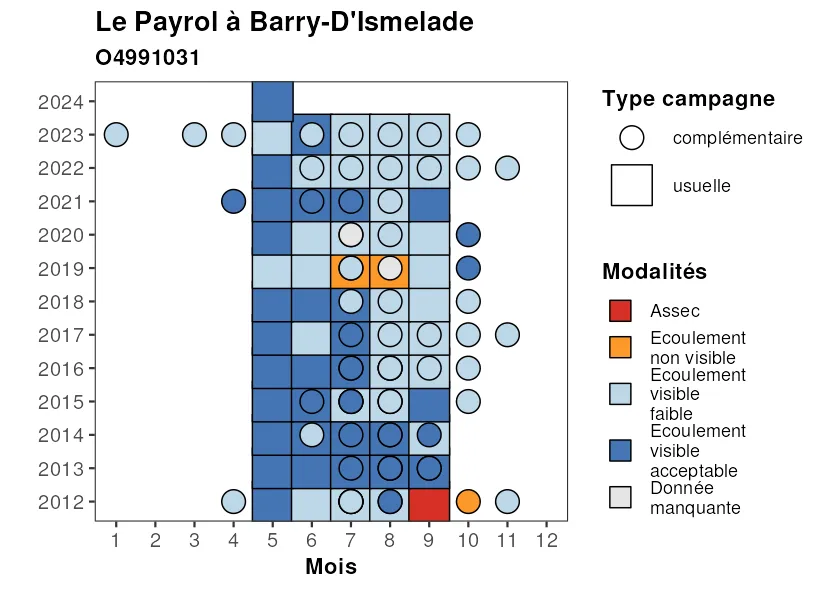 Le Payrol à Barry-D'Ismelade
O4991031
2024
2023
2022
2021
2020
2019
2018
2017
2016
2015
2014
2013
2012
1 2 3 4 5 6 7 8 9 10 11 12
Mois
Type campagne
complémentaire
usuelle
Modalités
Assec
Ecoulement
non visible
Ecoulement
visible
faible
Ecoulement
visible
acceptable
Donnée
manquante